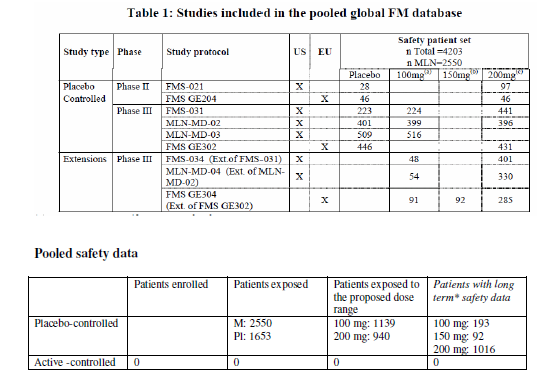 Table 1: Studies included in the pooled global FM database
Study type Phase Study protocol US EU Safety patient set
n Total =4203
n MLN=2550
Placebo 100mg(a) 150mg(b) 200mg(c)
Placebo Phase II FMS-021 X 28 97
Controlled FMS GE204 X 46 46
Phase III FMS-031 X 223 224 441
MLN-MD-02 X 401 399 396
MLN-MD-03 X 509 516
FMS GE302 X 446 431
Extensions Phase III FMS-034 (Ext.of FMS-031) X 48 401
MLN-MD-04 (Ext. of MLN-
MD-02) X 54 330
FMS GE304
(Ext. of FMS GE302) X 91 92 285
Pooled safety data
Patients enrolled Patients exposed Patients exposed to Patients with long
the proposed dose term* safety data
range
Placebo-controlled M: 2550 100 mg: 1139 100 mg: 193
Pl: 1653 200 mg: 940 150 mg: 92
200 mg: 1016
Active -controlled 0 0 0 0